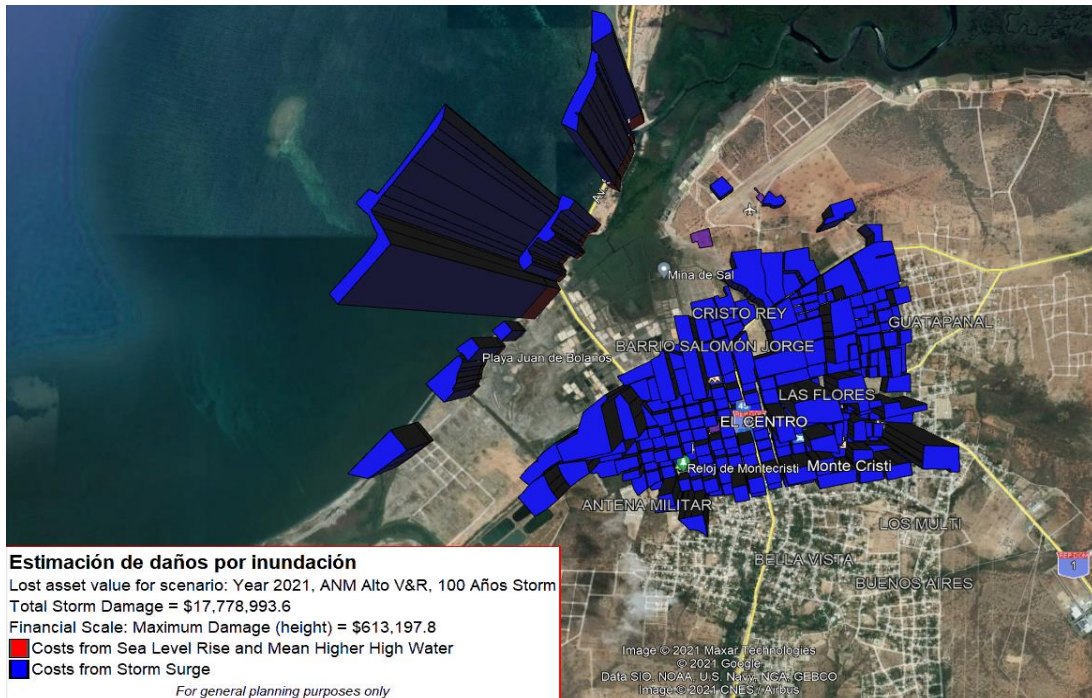 Av
Mina de Sal
CRISTO REY
GUATAPANAL
BARRIO SALOMÓN JORGE
Playa Juan de Bolaños
LAS FLORES
EL CENTRO
Reloj de Montecristi
Monte Cristi
ANTENA MILITAR
LOS MULTI
BELLA VISTA
BUENOS AIRES
REP. DOM.
1
Estimación de daños por inundación
Lost asset value for scenario: Year 2021, ANM Alto V&R, 100 Años Storm
Total Storm Damage = $17,778,993.6
Financial Scale: Maximum Damage (height) = $613,197.8
Costs from Sea Level Rise and Mean Higher High Water
Costs from Storm Surge
For general planning purposes only
Image © 2021 Maxar Technologies
© 2021 Google
Data SIO, NOAA, U.S. Navy, NGA, GEBCO
Image © 2021 CNES / Airbus